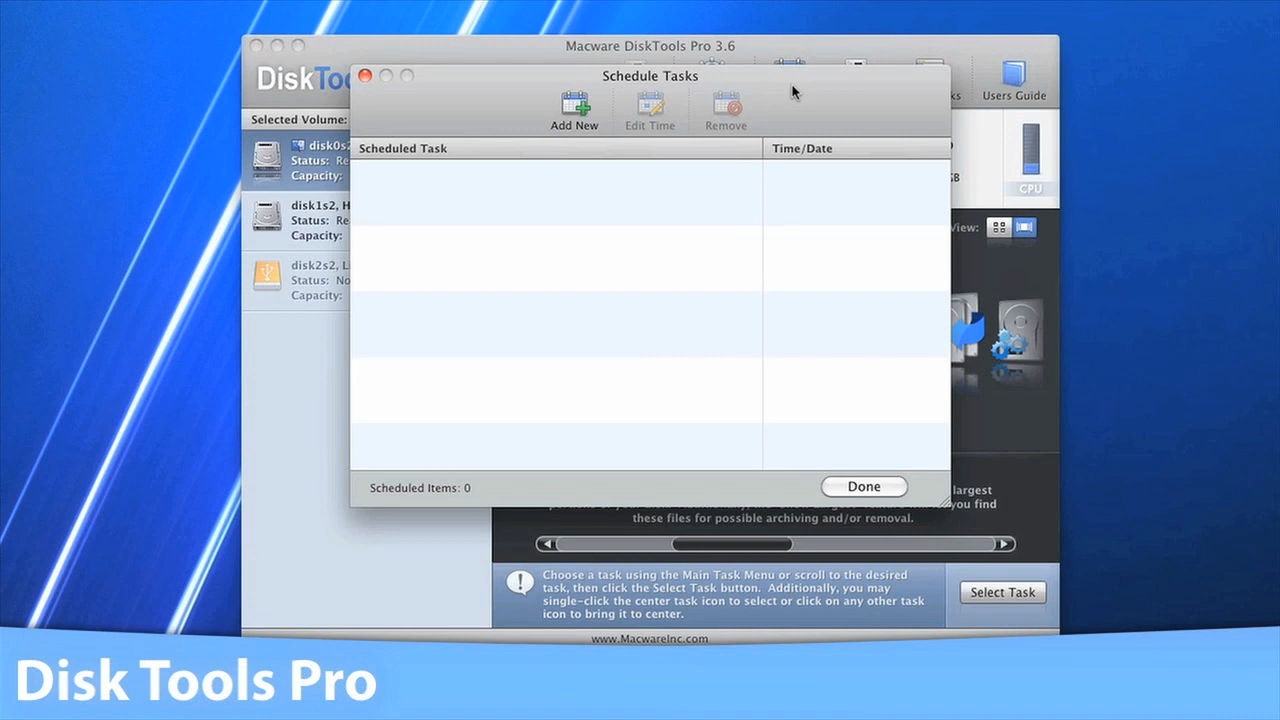 Macware DiskTools Pro 3.6
DiskToo
Schedule Tasks
Users Guide
Add New
Edit Time
Remove
Selected Volume:
Scheduled Task
Time/Date
disk0s2
Status: Re
Capacity:
GB
CPU
disk1s2, H
Status: Re
Capacity:
View:
disk2s2, L
Status: No
Capacity:
Scheduled Items: 0
Done
largest
you find
these files for possible archiving and/or removal.
Choose a task using the Main Task Menu or scroll to the desired
task, then click the Select Task button. Additionally, you may
single-click the center task icon to select or click on any other task
icon to bring it to center.
Select Task
www.MacwareInc.com
Disk Tools Pro